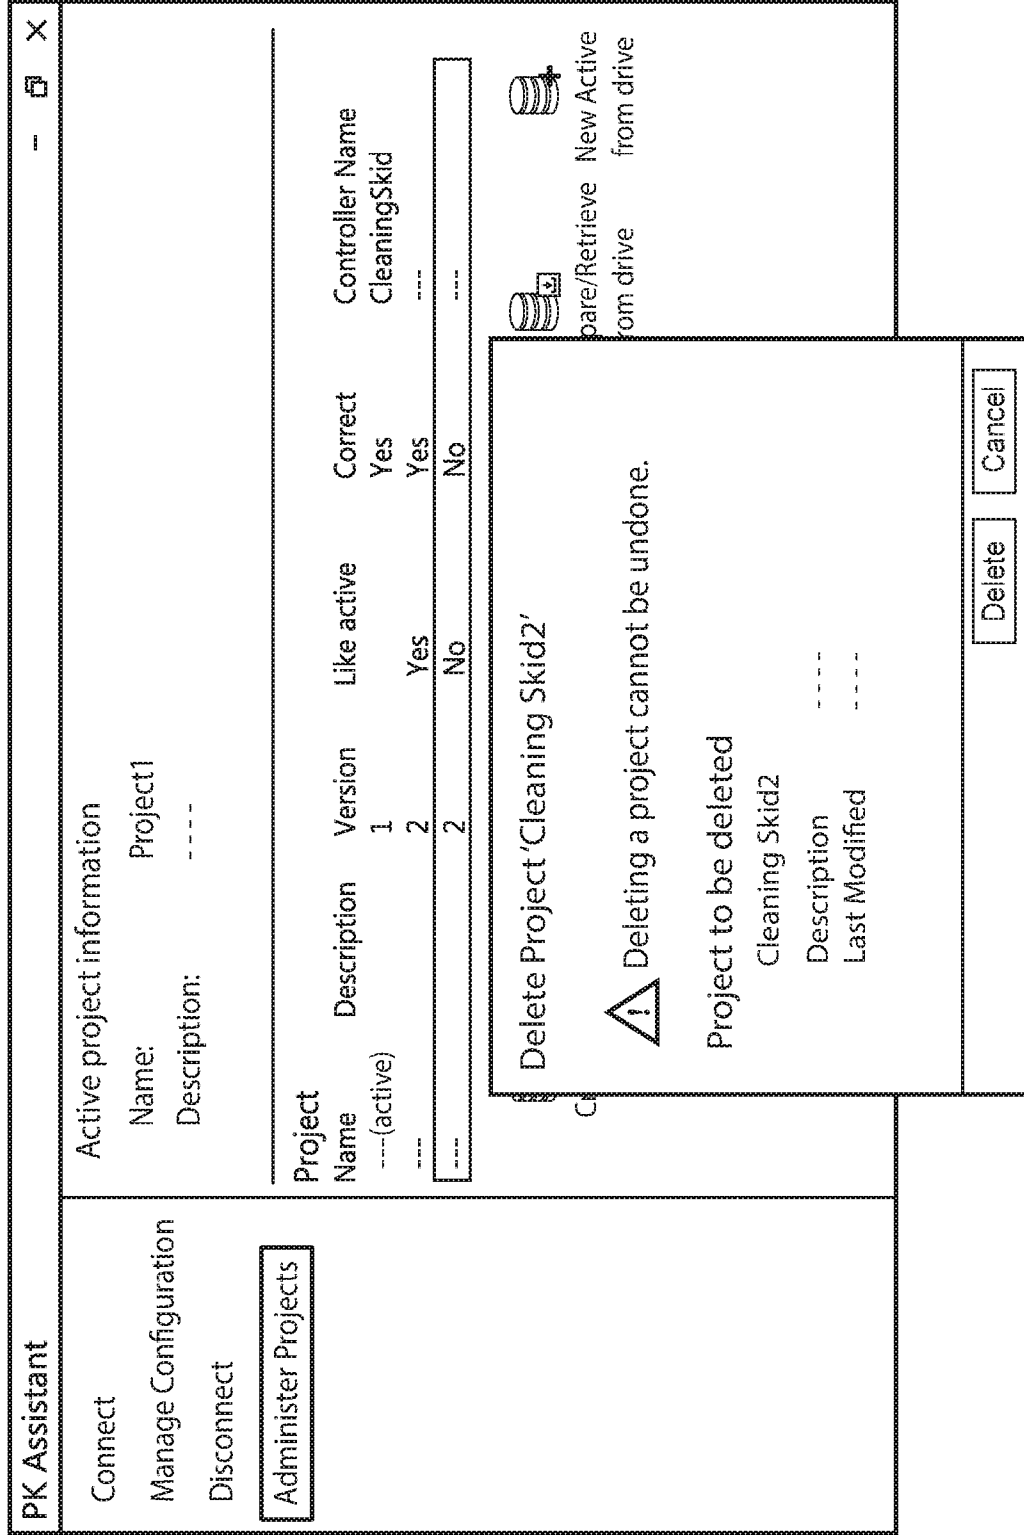 PK Assistant
Connect
Manage Configuration
Disconnect
Administer Projects
Active project information
Name: Project1
Description: ----
Project
Name Description Version Like active Correct Controller Name
---(active) 1 Yes CleaningSkid
---- 2 Yes Yes ----
---- 2 No No ----
pare/Retrieve New Active
rom drive from drive
Delete Project 'Cleaning Skid2'
! Deleting a project cannot be undone.
Project to be deleted
Cleaning Skid2
Description ----
Last Modified ----
Delete Cancel